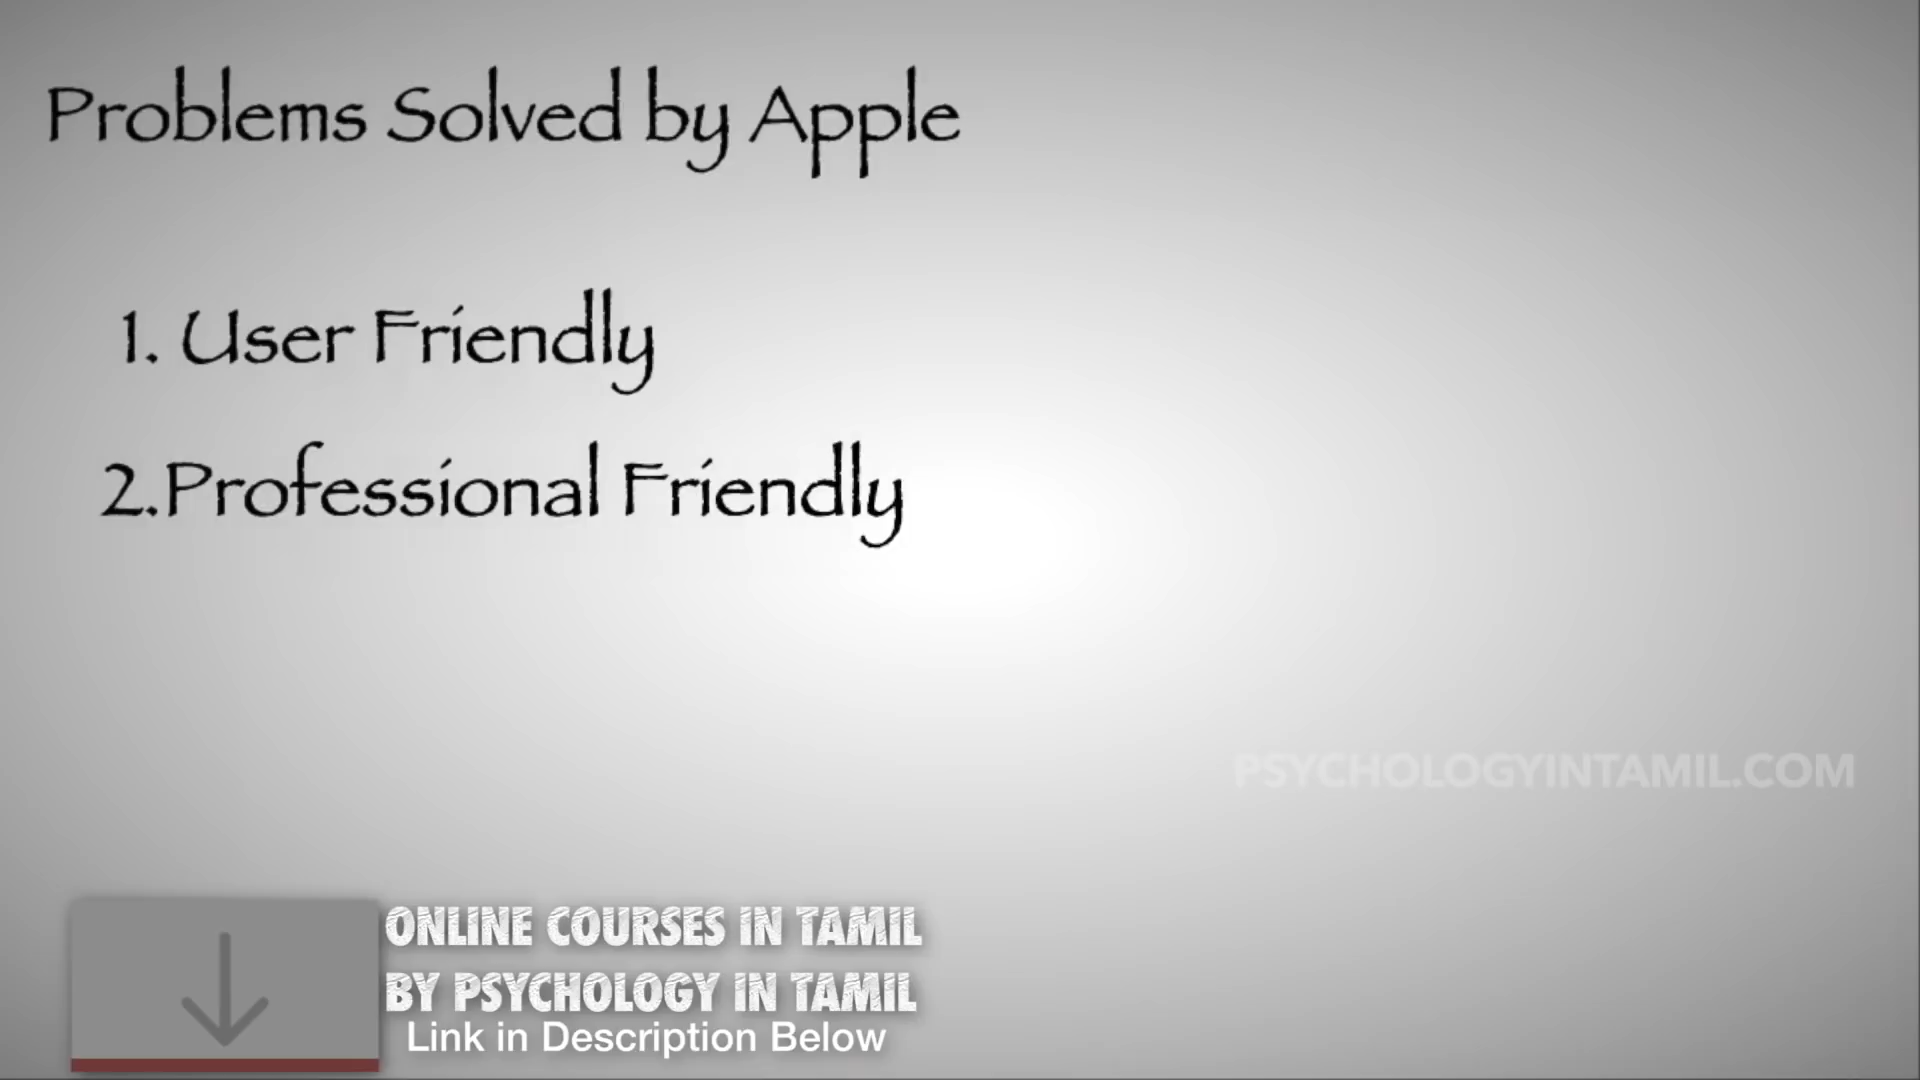 Problems Solved by Apple
1. User Friendly
2.Professional Friendly
PSYCHOLOGYINTAMIL.COM
ONLINE COURSES IN TAMIL
BY PSYCHOLOGY IN TAMIL
Link in Description Below